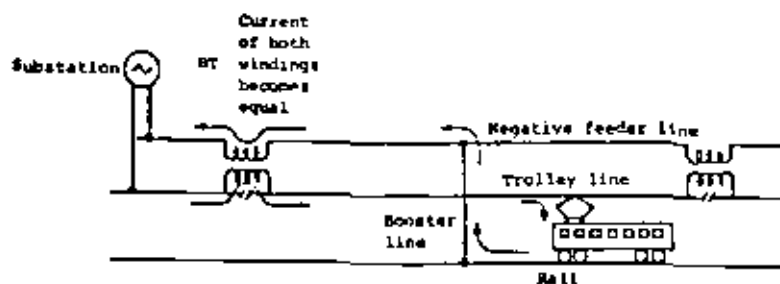 Current
of both
windings
becomes
equal
Substation
BT
Negative feeder line
Trolley line
Booster
line
Rail